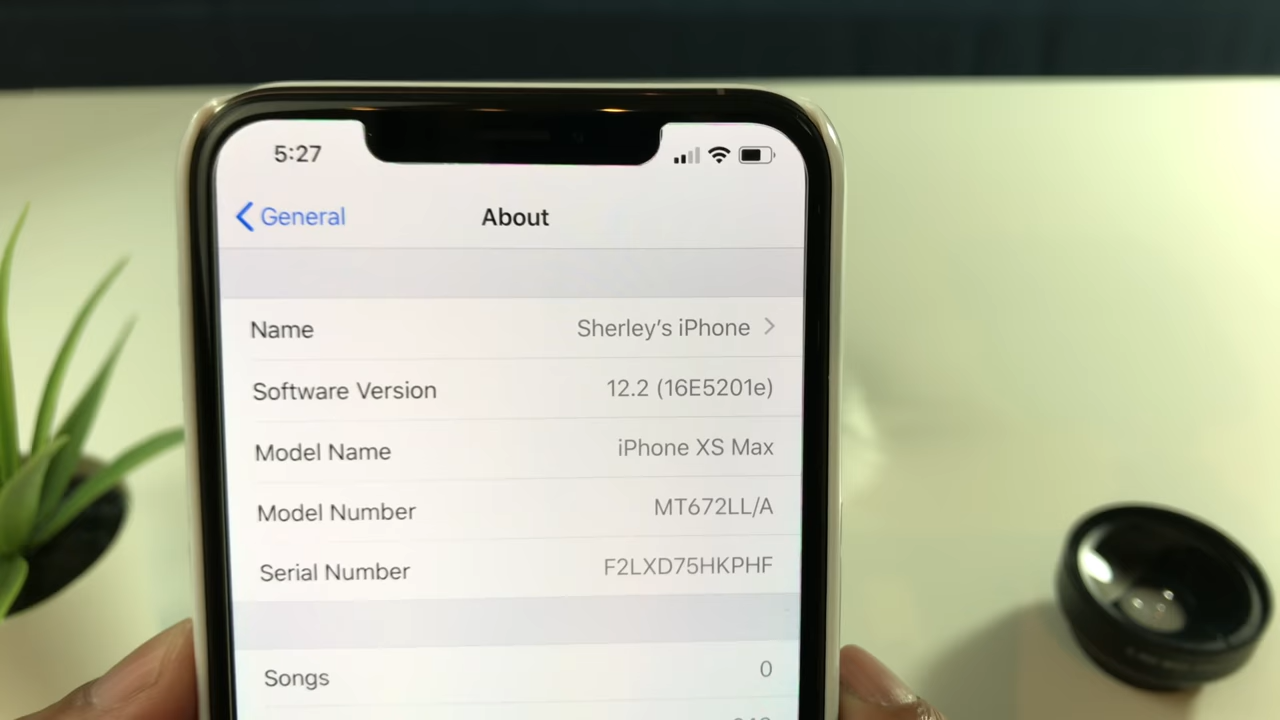 5:27
General
About
Name Sherley's iPhone
Software Version 12.2 (16E5201e)
Model Name iPhone XS Max
Model Number MT672LL/A
Serial Number F2LXD75HKPHF
Songs 0